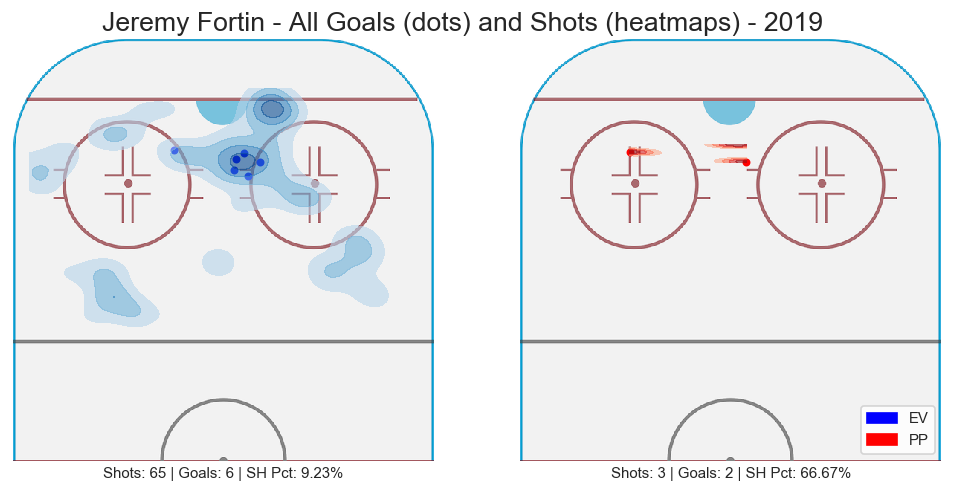 Jeremy Fortin - All Goals (dots) and Shots (heatmaps) - 2019
EV
PP
Shots: 65 | Goals: 6 | SH Pct: 9.23%
Shots: 3 | Goals: 2 | SH Pct: 66.67%